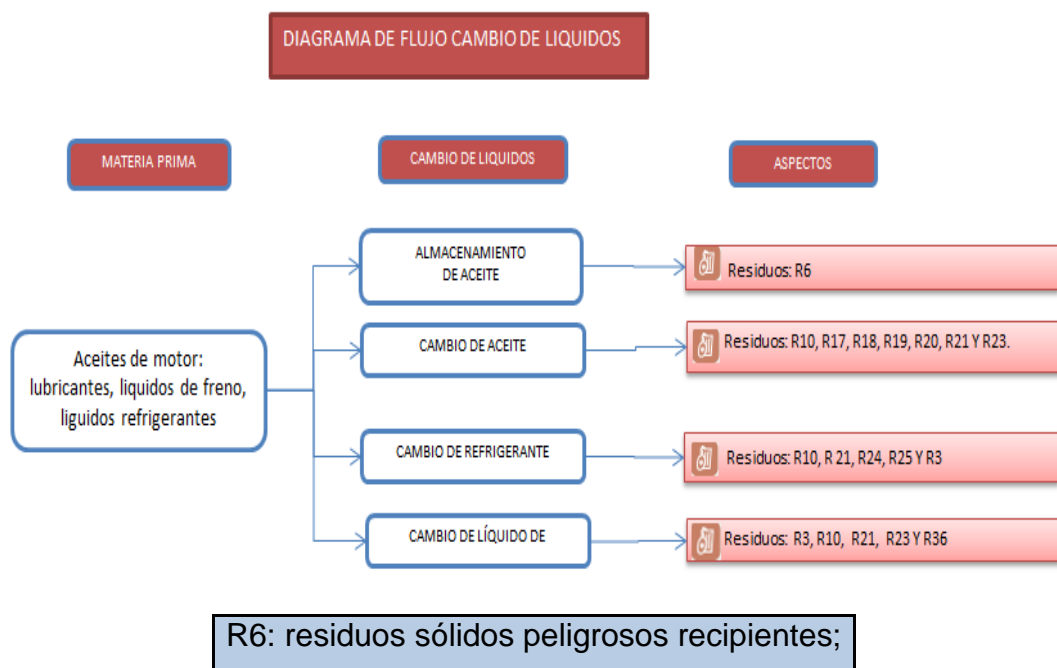 DIAGRAMA DE FLUJO CAMBIO DE LIQUIDOS
MATERIA PRIMA
CAMBIO DE LIQUIDOS
ASPECTOS
Aceites de motor:
lubricantes, liquidos de freno,
liguidos refrigerantes
ALMACENAMIENTO
DE ACEITE
Residuos: R6
CAMBIO DE ACEITE
Residuos: R10, R17, R18, R19, R20, R21 Y R23.
CAMBIO DE REFRIGERANTE
Residuos: R10, R 21, R24, R25 Y R3
CAMBIO DE LÍQUIDO DE
Residuos: R3, R10, R21, R23 Y R36
R6: residuos sólidos peligrosos recipientes;